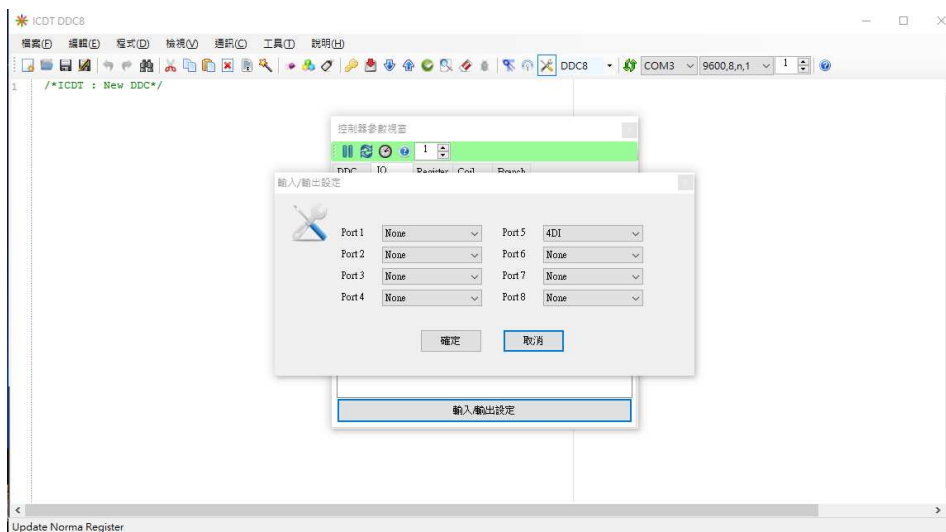 ICDT DDC8
檔案(F) 編輯(E) 程式(D) 檢視(V) 通訊(C) 工具(T) 說明(H)
DDC8 COM3 9600,8,n,1 1
1 /*ICDT : New DDC*/
控制器參數視窗
1
DDC IO Register Coil Branch
輸入/輸出設定
Port 1 None Port 5 4DI
Port 2 None Port 6 None
Port 3 None Port 7 None
Port 4 None Port 8 None
確定 取消
輸入/輸出設定
Update Norma Register